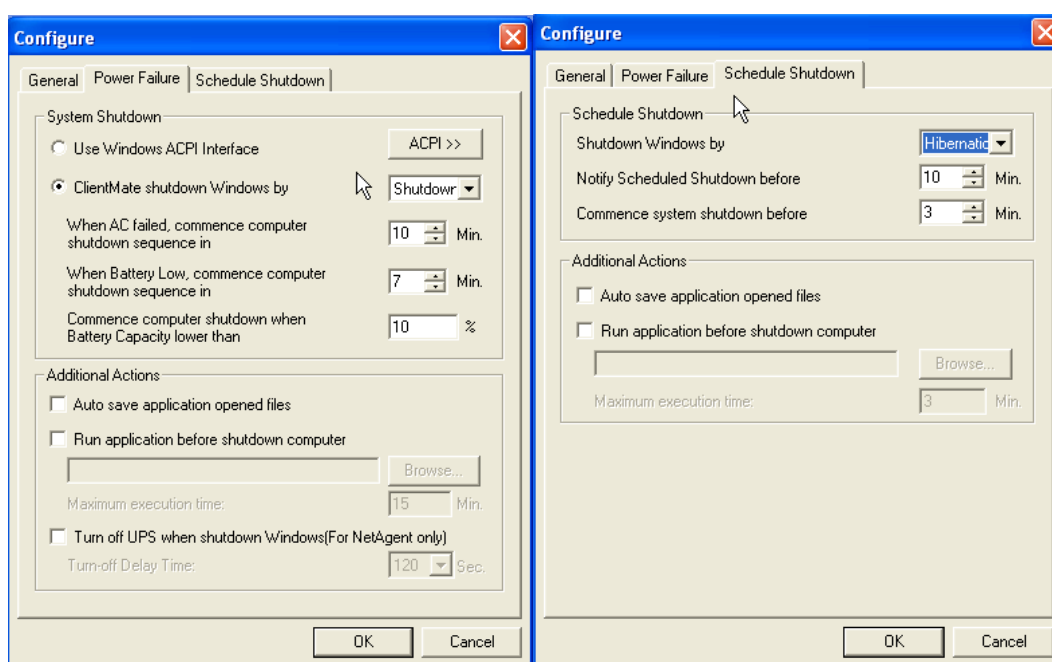 Configure
General
Power Failure
Schedule Shutdown
System Shutdown
Use Windows ACPI Interface
ACPI >>
ClientMate shutdown Windows by
Shutdowr
When AC failed, commence computer
shutdown sequence in
10
Min.
When Battery Low, commence computer
shutdown sequence in
7
Min.
Commence computer shutdown when
Battery Capacity lower than
10
%
Additional Actions
Auto save application opened files
Run application before shutdown computer
Browse...
Maximum execution time:
15
Min.
Turn off UPS when shutdown Windows(For NetAgent only)
Turn-off Delay Time:
120
Sec.
OK
Cancel
Configure
General
Power Failure
Schedule Shutdown
Schedule Shutdown
Shutdown Windows by
Hibernatic
Notify Scheduled Shutdown before
10
Min.
Commence system shutdown before
3
Min.
Additional Actions
Auto save application opened files
Run application before shutdown computer
Browse...
Maximum execution time:
3
Min.
OK
Cancel